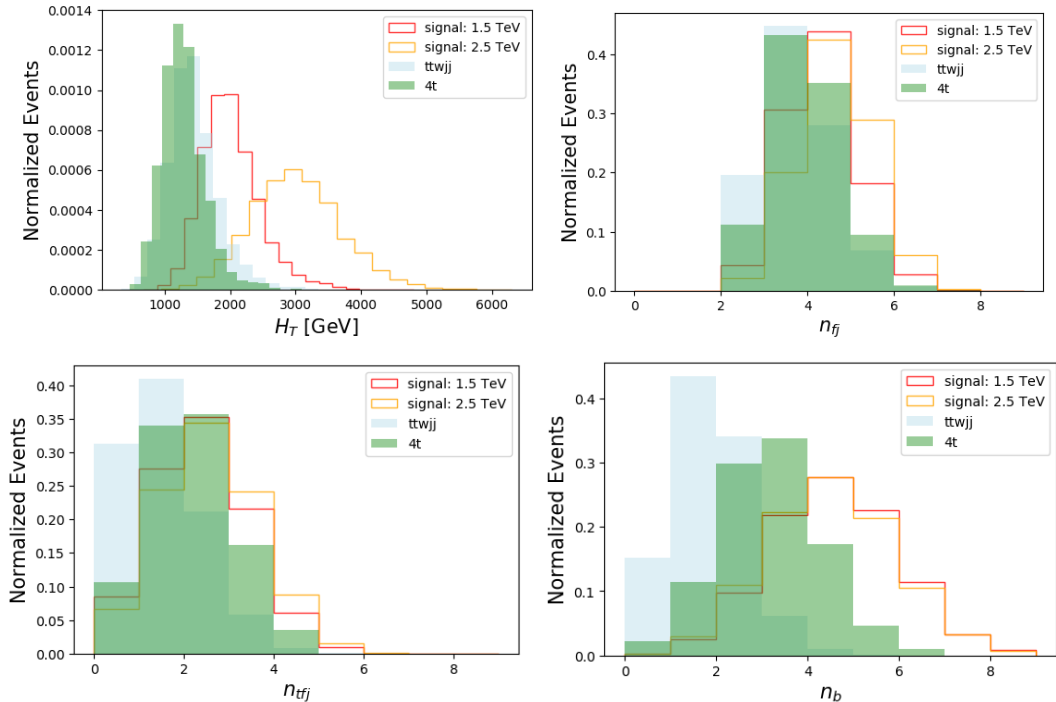 0.0014
0.0012
0.0010
0.0008
0.0006
0.0004
0.0002
0.0000
Normalized Events
1000 2000 3000 4000 5000 6000
H_T [GeV]
signal: 1.5 TeV
signal: 2.5 TeV
ttwjj
4t
0.4
0.3
0.2
0.1
0.0
Normalized Events
0 2 4 6 8
n_fj
signal: 1.5 TeV
signal: 2.5 TeV
ttwjj
4t
0.40
0.35
0.30
0.25
0.20
0.15
0.10
0.05
0.00
Normalized Events
0 2 4 6 8
n_tfj
signal: 1.5 TeV
signal: 2.5 TeV
ttwjj
4t
0.4
0.3
0.2
0.1
0.0
Normalized Events
0 2 4 6 8
n_b
signal: 1.5 TeV
signal: 2.5 TeV
ttwjj
4t